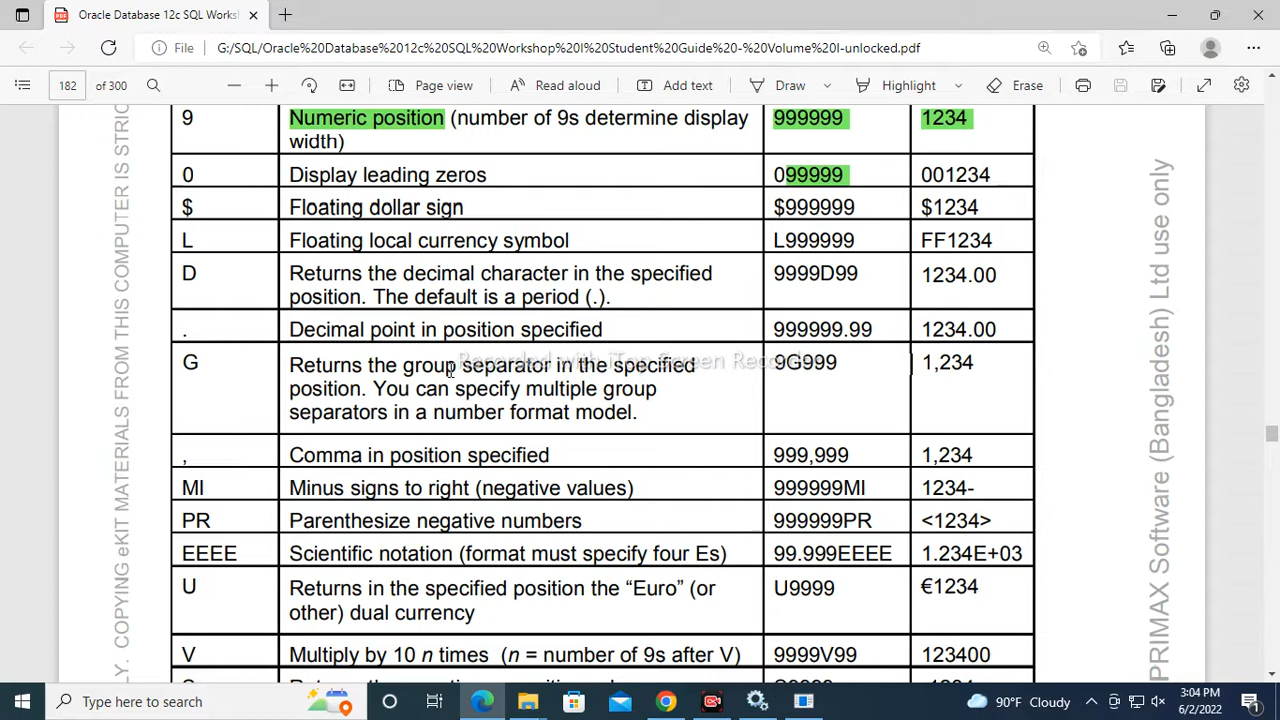 Oracle Database 12c SQL Works
File G:/SQL/Oracle%20Database%2012c%20SQL%20Workshop%20I%20Student%20Guide%20-%20Volume%20I-unlocked.pdf
182 of 300 Page view Read aloud Add text Draw Highlight Erase
9 Numeric position (number of 9s determine display 999999 1234
width)
0 Display leading zeros 099999 001234
$ Floating dollar sign $999999 $1234
L Floating local currency symbol L999999 FF1234
D Returns the decimal character in the specified 9999D99 1234.00
position. The default is a period (.).
. Decimal point in position specified 999999.99 1234.00
Recorded with iTop Screen Recorder
G Returns the group separator in the specified 9G999 1,234
position. You can specify multiple group
separators in a number format model.
, Comma in position specified 999,999 1,234
MI Minus signs to right (negative values) 999999MI 1234-
PR Parenthesize negative numbers 999999PR <1234>
EEEE Scientific notation (format must specify four Es) 99.999EEEE 1.234E+03
U Returns in the specified position the “Euro” (or U9999 €1234
other) dual currency
V Multiply by 10 n times (n = number of 9s after V) 9999V99 123400
LY. COPYING eKIT MATERIALS FROM THIS COMPUTER IS STRIC
PRIMAX Software (Bangladesh) Ltd use only
Type here to search
90°F Cloudy
3:04 PM
6/2/2022
1